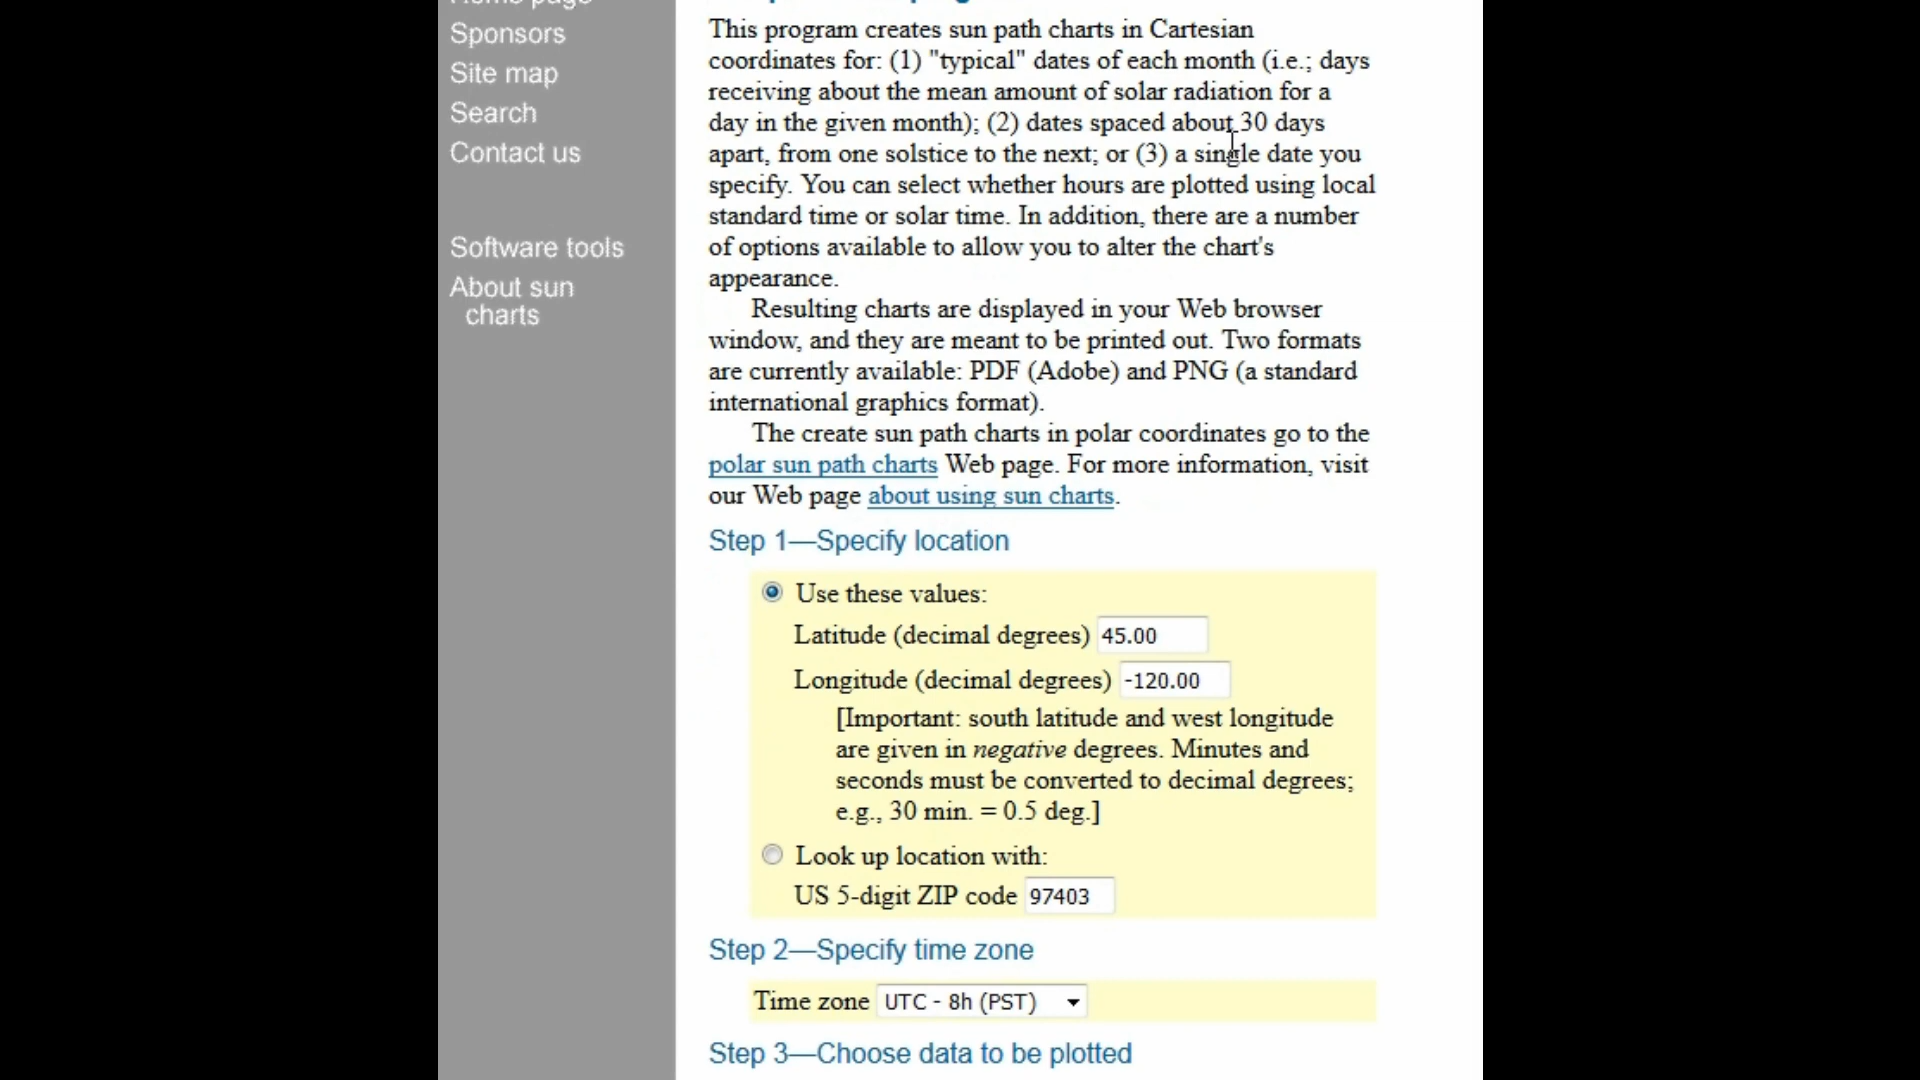 Home page
Sponsors
Site map
Search
Contact us
Software tools
About sun
charts
This program creates sun path charts in Cartesian
coordinates for: (1) "typical" dates of each month (i.e.; days
receiving about the mean amount of solar radiation for a
day in the given month); (2) dates spaced about 30 days
apart, from one solstice to the next; or (3) a single date you
specify. You can select whether hours are plotted using local
standard time or solar time. In addition, there are a number
of options available to allow you to alter the chart's
appearance.
Resulting charts are displayed in your Web browser
window, and they are meant to be printed out. Two formats
are currently available: PDF (Adobe) and PNG (a standard
international graphics format).
The create sun path charts in polar coordinates go to the
polar sun path charts Web page. For more information, visit
our Web page about using sun charts.
Step 1—Specify location
Use these values:
Latitude (decimal degrees) 45.00
Longitude (decimal degrees) -120.00
[Important: south latitude and west longitude
are given in negative degrees. Minutes and
seconds must be converted to decimal degrees;
e.g., 30 min. = 0.5 deg.]
Look up location with:
US 5-digit ZIP code 97403
Step 2—Specify time zone
Time zone UTC - 8h (PST)
Step 3—Choose data to be plotted